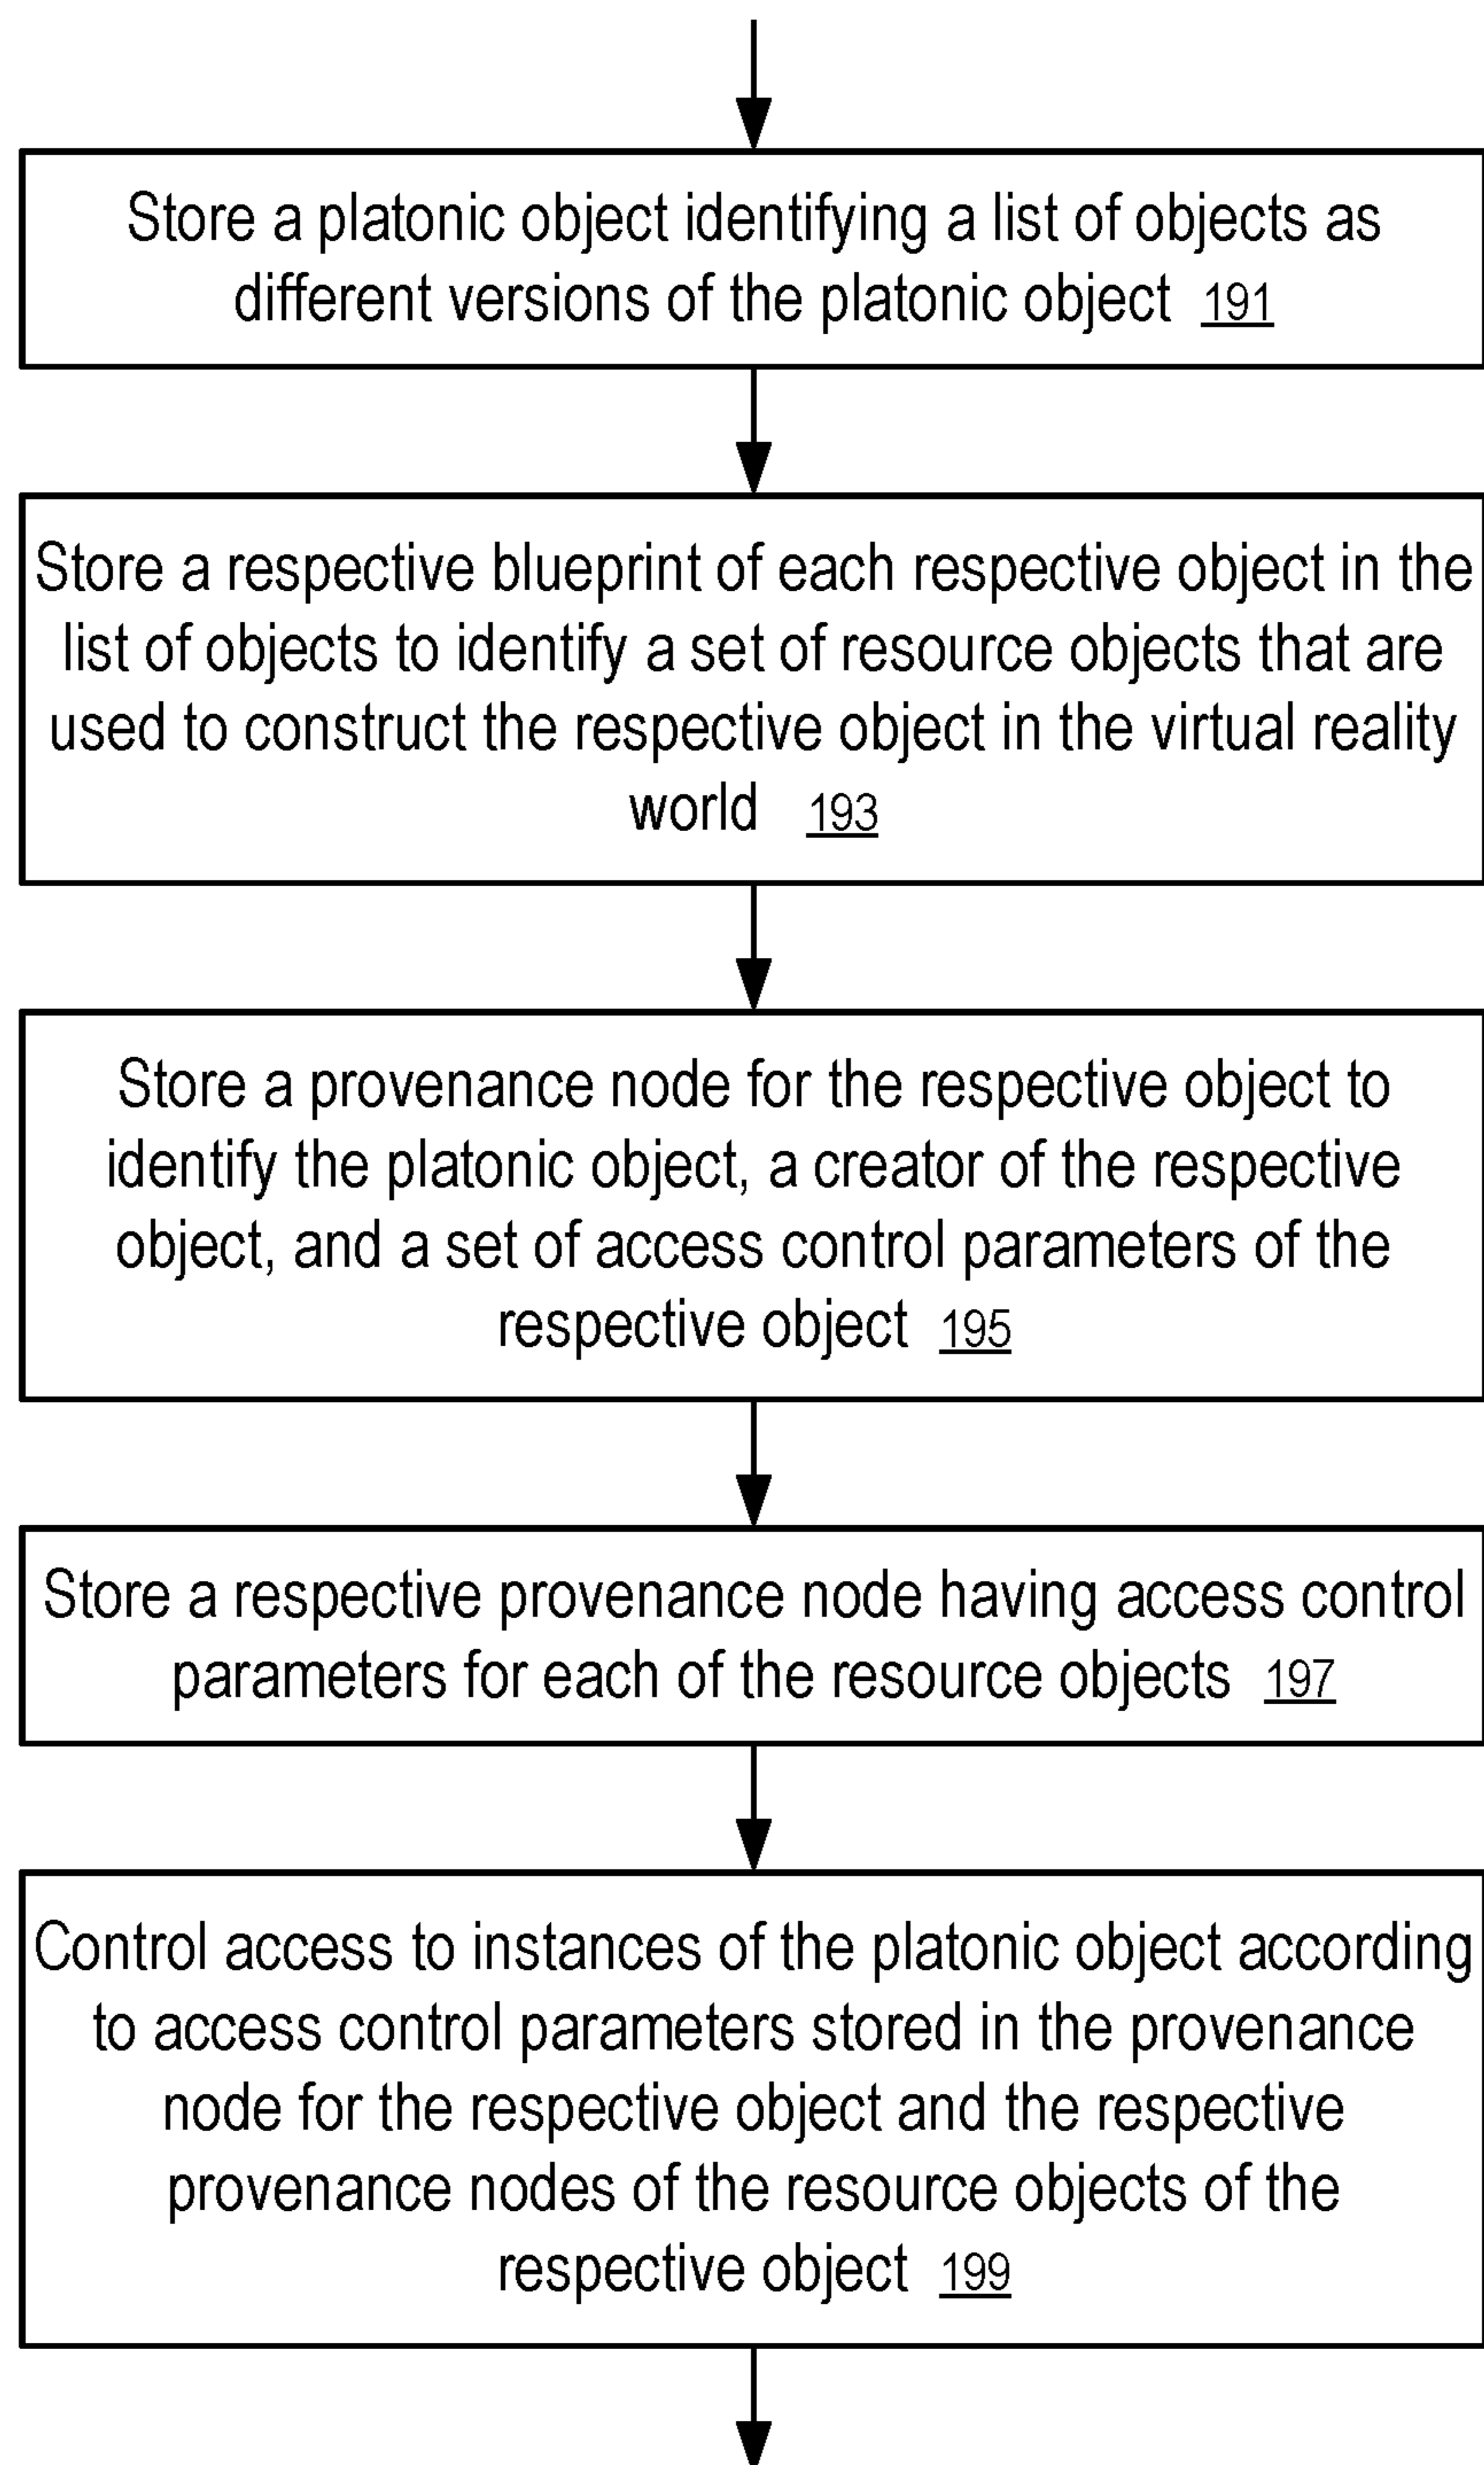 Store a platonic object identifying a list of objects as
different versions of the platonic object 191
Store a respective blueprint of each respective object in the
list of objects to identify a set of resource objects that are
used to construct the respective object in the virtual reality
world 193
Store a provenance node for the respective object to
identify the platonic object, a creator of the respective
object, and a set of access control parameters of the
respective object 195
Store a respective provenance node having access control
parameters for each of the resource objects 197
Control access to instances of the platonic object according
to access control parameters stored in the provenance
node for the respective object and the respective
provenance nodes of the resource objects of the
respective object 199